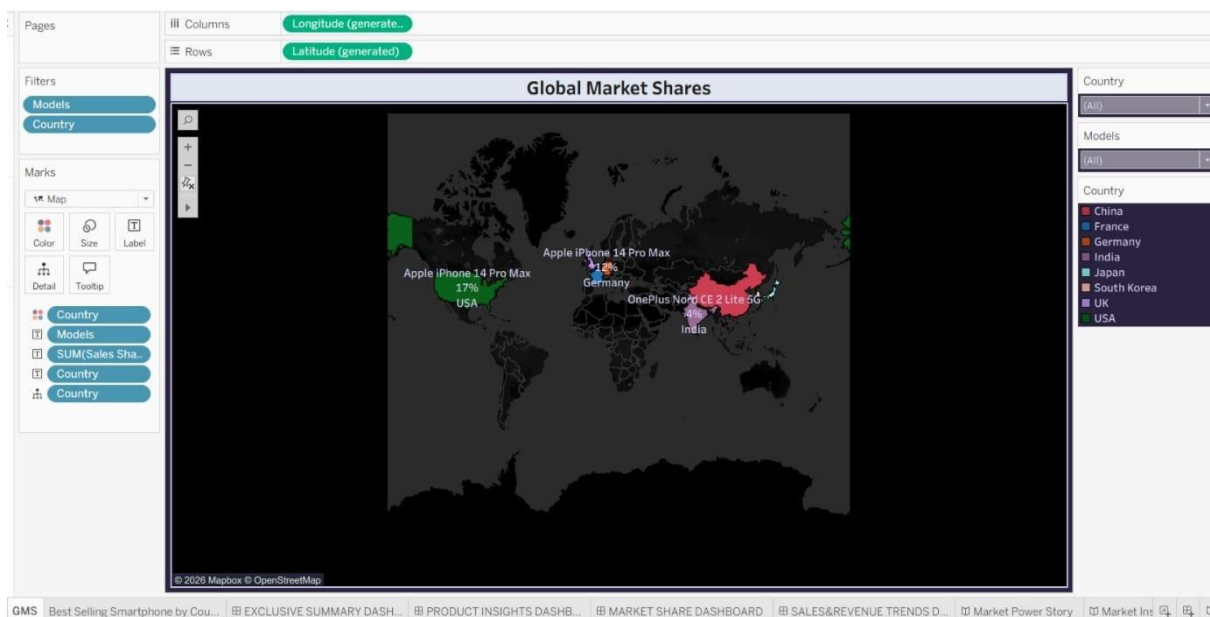 Pages
Columns
Longitude (generate..
Rows
Latitude (generated)
Filters
Models
Country
Marks
Map
Color
Size
Label
Detail
Tooltip
Country
Models
SUM(Sales Sha..
Country
Country
Global Market Shares
Apple iPhone 14 Pro Max
17%
USA
Apple iPhone 14 Pro Max
12%
Germany
OnePlus Nord CE 2 Lite 5G
4%
India
© 2026 Mapbox © OpenStreetMap
Country
(All)
Models
(All)
Country
China
France
Germany
India
Japan
South Korea
UK
USA
GMS
Best Selling Smartphone by Cou...
EXCLUSIVE SUMMARY DASH...
PRODUCT INSIGHTS DASHB...
MARKET SHARE DASHBOARD
SALES&REVENUE TRENDS D...
Market Power Story
Market Ins